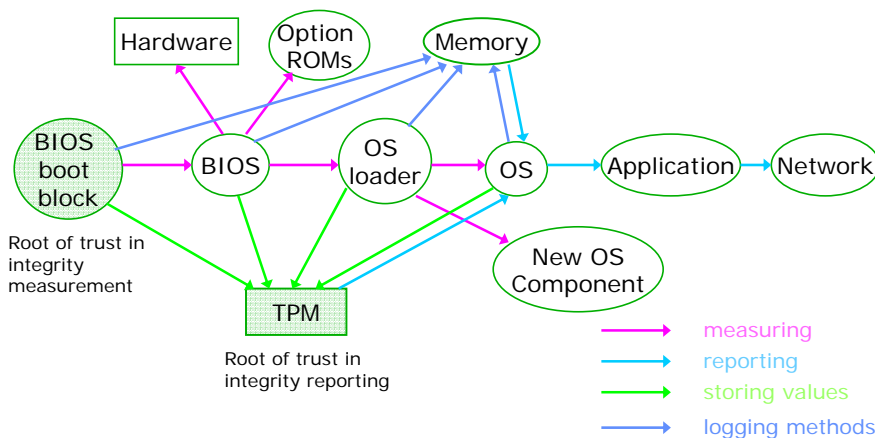 Hardware
Option
ROMs
Memory
BIOS
boot
block
BIOS
OS
loader
OS
Application
Network
Root of trust in
integrity
measurement
New OS
Component
TPM
Root of trust in
integrity reporting
measuring
reporting
storing values
logging methods